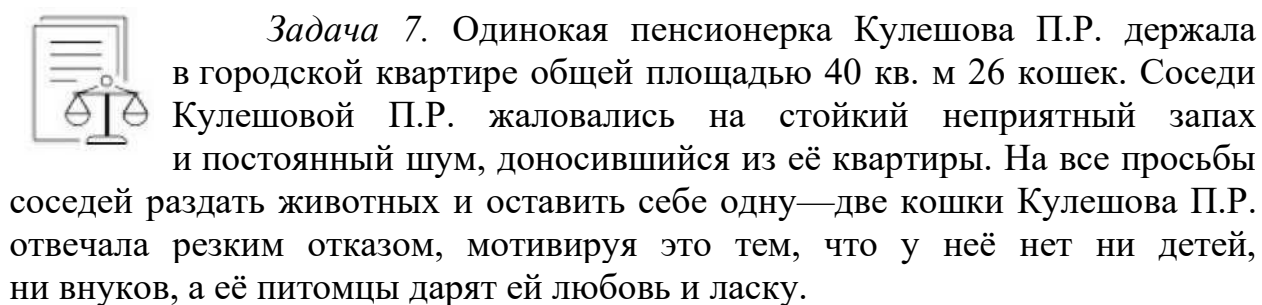 Задача 7. Одинокая пенсионерка Кулешова П.Р. держала
в городской квартире общей площадью 40 кв. м 26 кошек. Соседи
Кулешовой П.Р. жаловались на стойкий неприятный запах
и постоянный шум, доносившийся из её квартиры. На все просьбы
соседей раздать животных и оставить себе одну—две кошки Кулешова П.Р.
отвечала резким отказом, мотивируя это тем, что у неё нет ни детей,
ни внуков, а её питомцы дарят ей любовь и ласку.